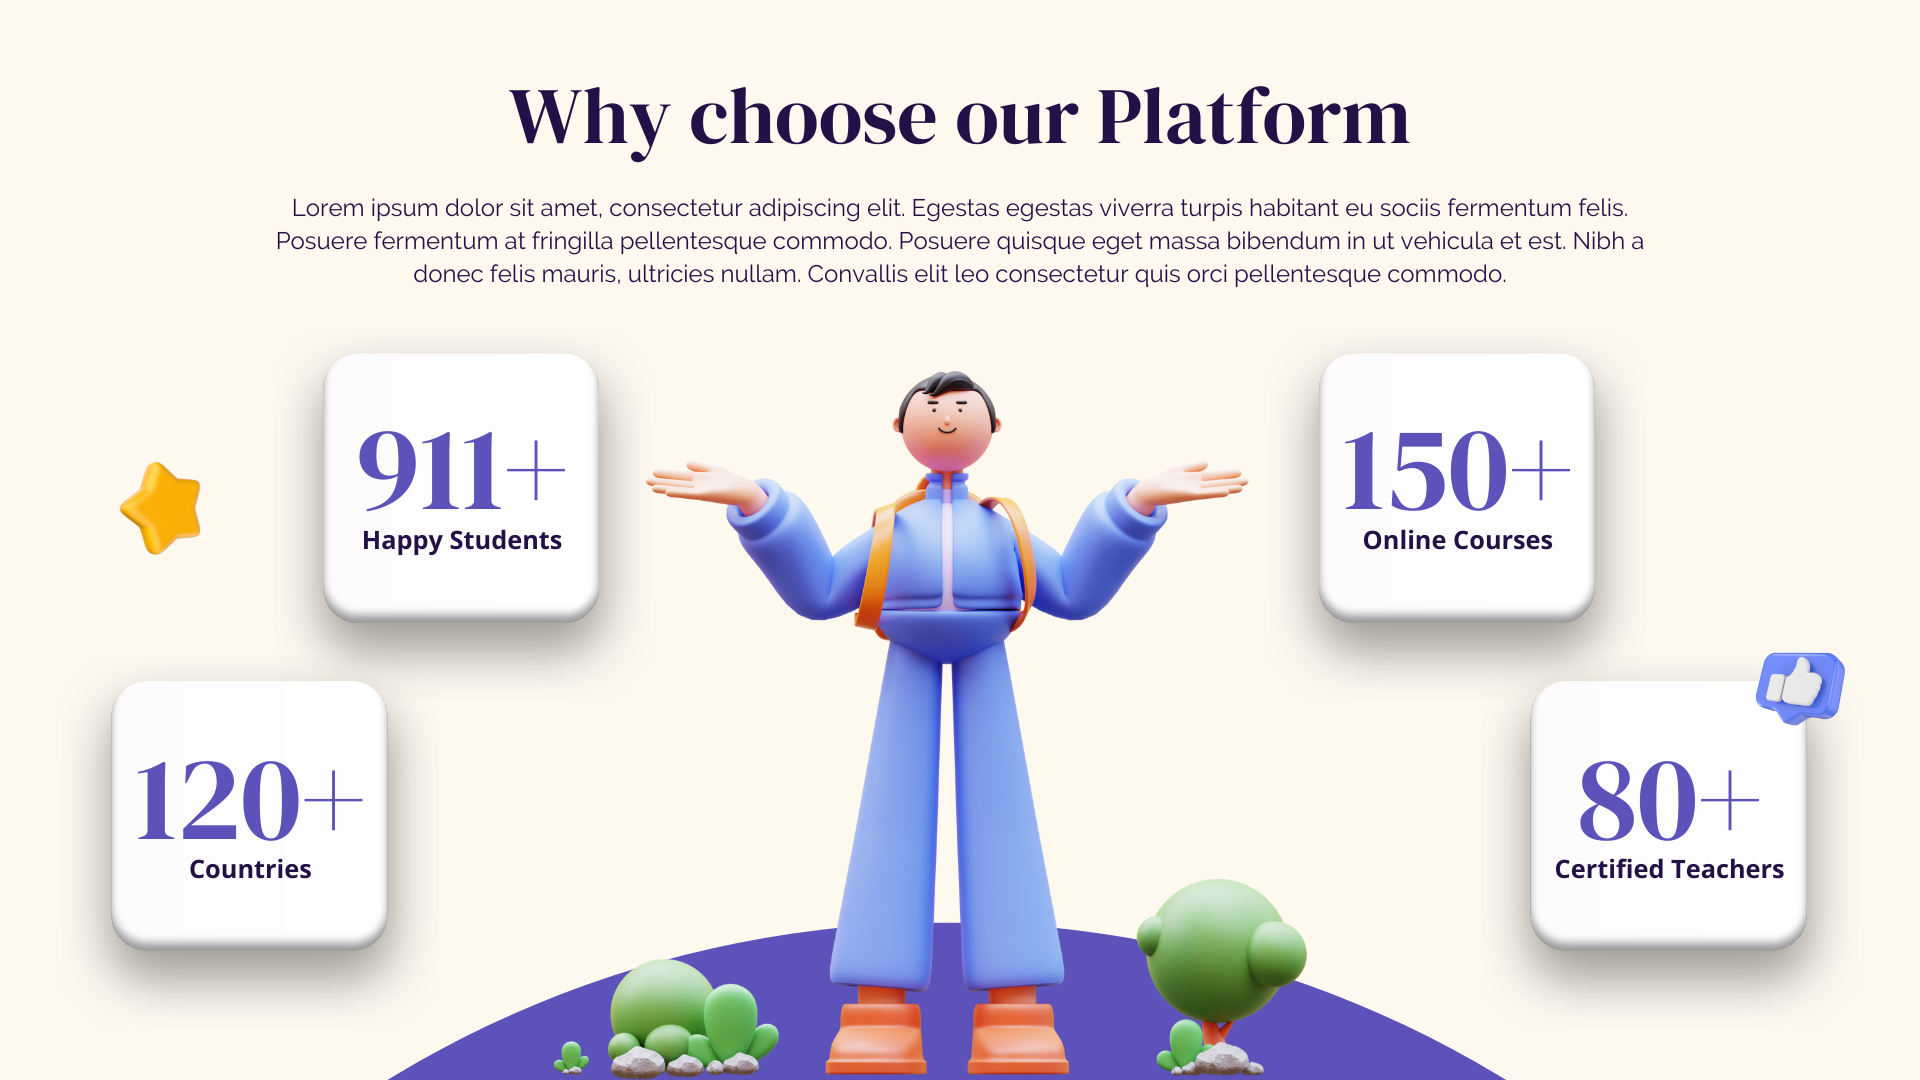 Why choose our Platform
Lorem ipsum dolor sit amet, consectetur adipiscing elit. Egestas egestas viverra turpis habitant eu sociis fermentum felis.
Posuere fermentum at fringilla pellentesque commodo. Posuere quisque eget massa bibendum in ut vehicula et est. Nibh a
donec felis mauris, ultricies nullam. Convallis elit leo consectetur quis orci pellentesque commodo.
911+
Happy Students
150+
Online Courses
120+
Countries
80+
Certified Teachers